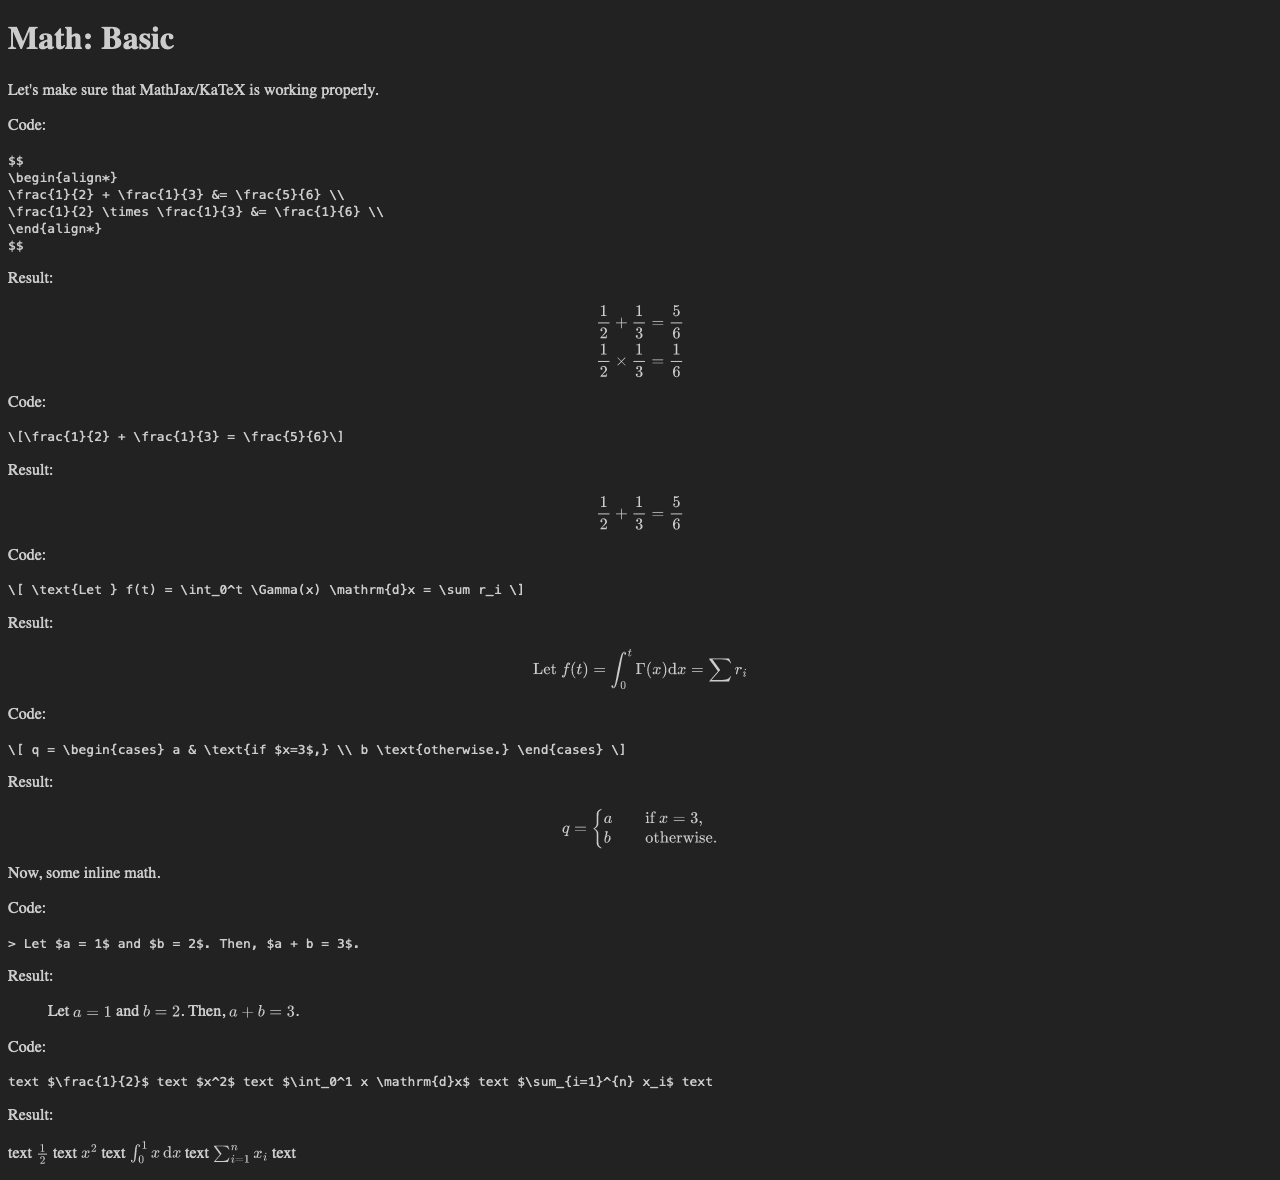 Math: Basic
Let's make sure that MathJax/KaTeX is working properly.
Code:
$$
\begin{align*}
\frac{1}{2} + \frac{1}{3} &= \frac{5}{6} \\
\frac{1}{2} \times \frac{1}{3} &= \frac{1}{6} \\
\end{align*}
$$
Result:
\frac{1}{2} + \frac{1}{3} = \frac{5}{6}
\frac{1}{2} \times \frac{1}{3} = \frac{1}{6}
Code:
\[\frac{1}{2} + \frac{1}{3} = \frac{5}{6}\]
Result:
\frac{1}{2} + \frac{1}{3} = \frac{5}{6}
Code:
\[ \text{Let } f(t) = \int_0^t \Gamma(x) \mathrm{d}x = \sum r_i \]
Result:
Let f(t) = \int_0^t \Gamma(x) \mathrm{d}x = \sum r_i
Code:
\[ q = \begin{cases} a & \text{if $x=3$,} \\ b \text{otherwise.} \end{cases} \]
Result:
q = \begin{cases} a & \text{if } x = 3, \\ b & \text{otherwise.} \end{cases}
Now, some inline math.
Code:
> Let $a = 1$ and $b = 2$. Then, $a + b = 3$.
Result:
Let a = 1 and b = 2. Then, a + b = 3.
Code:
text $\frac{1}{2}$ text $x^2$ text $\int_0^1 x \mathrm{d}x$ text $\sum_{i=1}^{n} x_i$ text
Result:
text \frac{1}{2} text x^2 text \int_0^1 x \, \mathrm{d}x text \sum_{i=1}^{n} x_i text